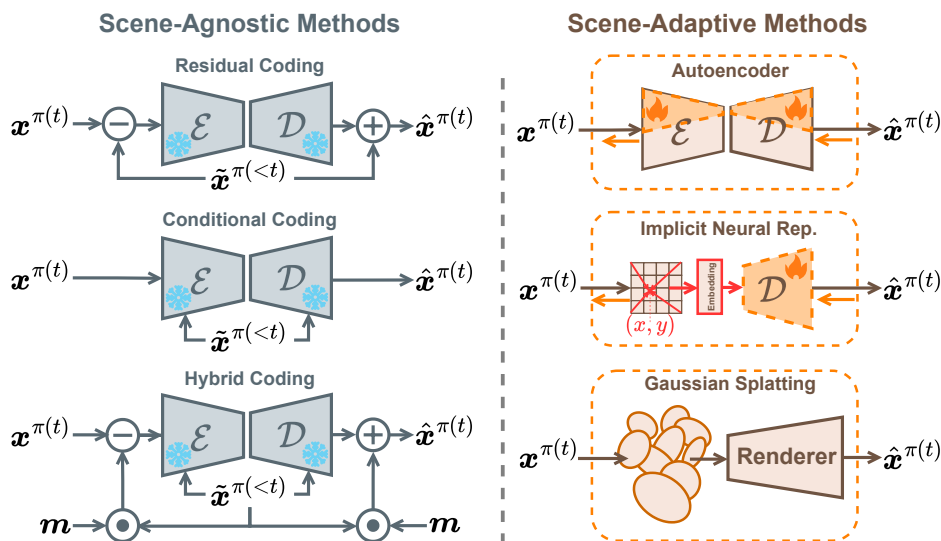 Scene-Agnostic Methods
Residual Coding
x^π(t) − ℰ 𝒟 + x̂^π(t)
x̃^π(<t)
Conditional Coding
x^π(t) ℰ 𝒟 x̂^π(t)
x̃^π(<t)
Hybrid Coding
x^π(t) − ℰ 𝒟 + x̂^π(t)
x̃^π(<t)
m m
Scene-Adaptive Methods
Autoencoder
x^π(t) ℰ 𝒟 x̂^π(t)
Implicit Neural Rep.
x^π(t) Embedding 𝒟 x̂^π(t)
(x, y)
Gaussian Splatting
x^π(t) Renderer x̂^π(t)